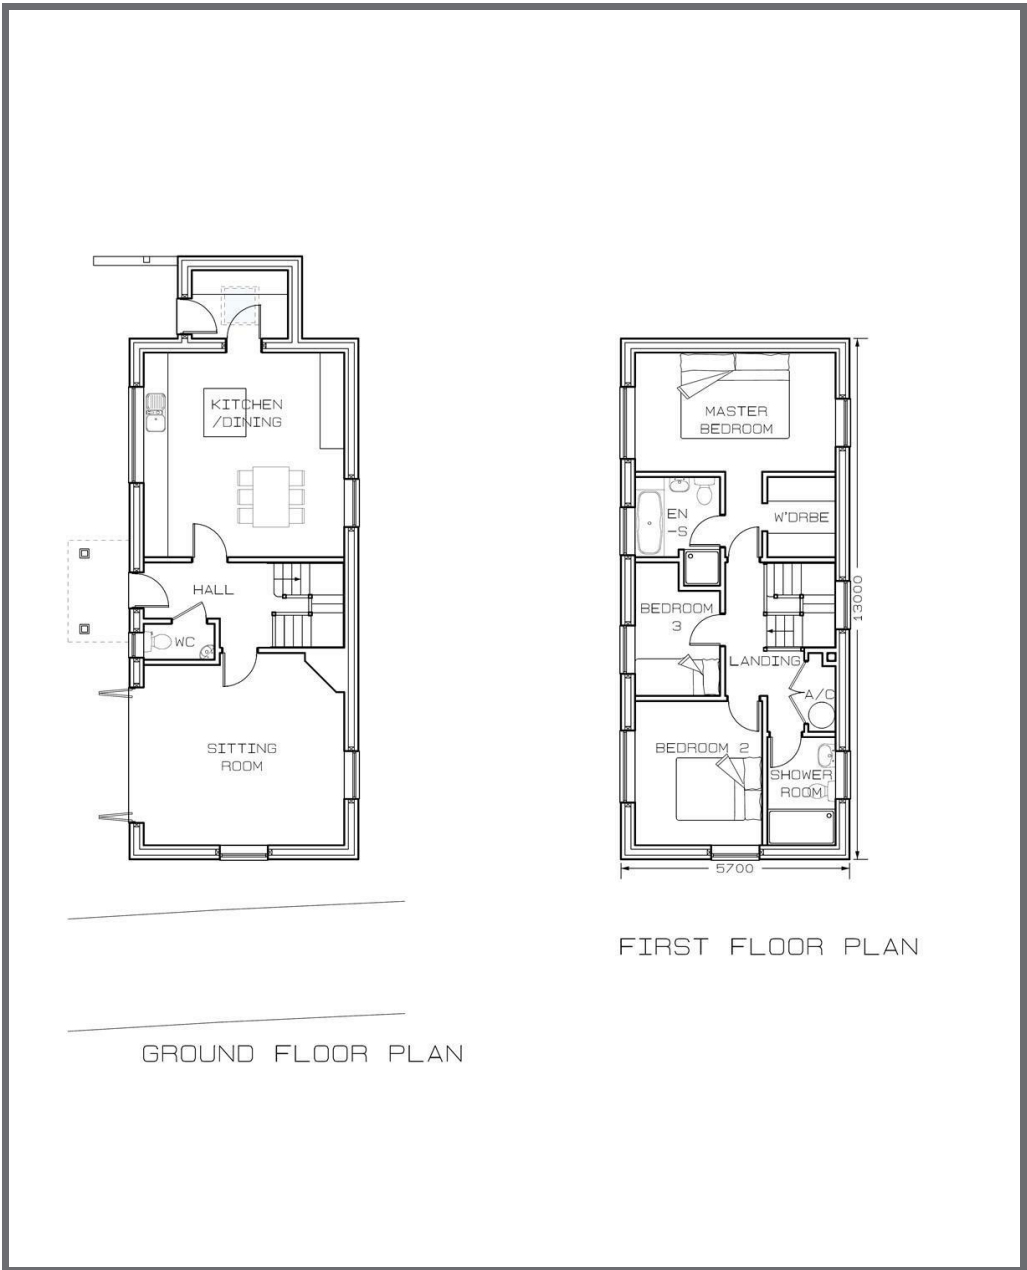 KITCHEN
/DINING
HALL
WC
SITTING
ROOM
GROUND FLOOR PLAN
MASTER
BEDROOM
EN
-S
W'DRBE
BEDROOM
3
LANDING
A/C
BEDROOM 2
SHOWER
ROOM
13000
5700
FIRST FLOOR PLAN